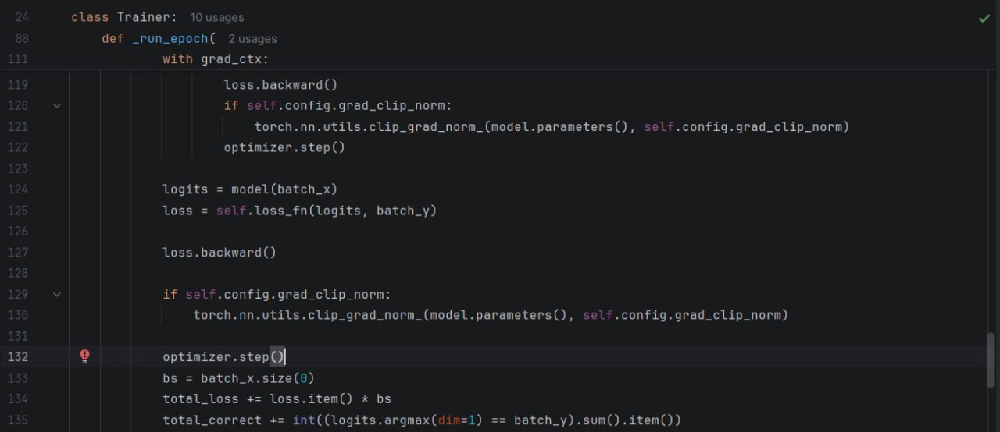 24 class Trainer: 10 usages
88 def _run_epoch( 2 usages
111 with grad_ctx:
119 loss.backward()
120 if self.config.grad_clip_norm:
121 torch.nn.utils.clip_grad_norm_(model.parameters(), self.config.grad_clip_norm)
122 optimizer.step()
123
124 logits = model(batch_x)
125 loss = self.loss_fn(logits, batch_y)
126
127 loss.backward()
128
129 if self.config.grad_clip_norm:
130 torch.nn.utils.clip_grad_norm_(model.parameters(), self.config.grad_clip_norm)
131
132 optimizer.step()
133 bs = batch_x.size(0)
134 total_loss += loss.item() * bs
135 total_correct += int((logits.argmax(dim=1) == batch_y).sum().item())